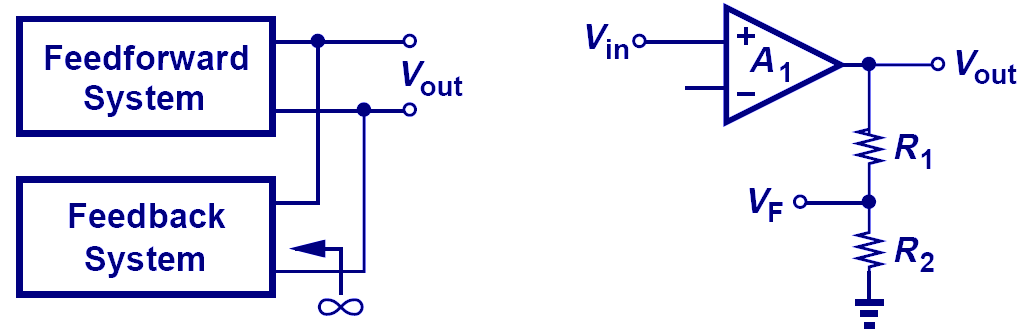 Feedforward
System
Vout
Feedback
System
∞
Vin
+
A1
−
Vout
R1
VF
R2